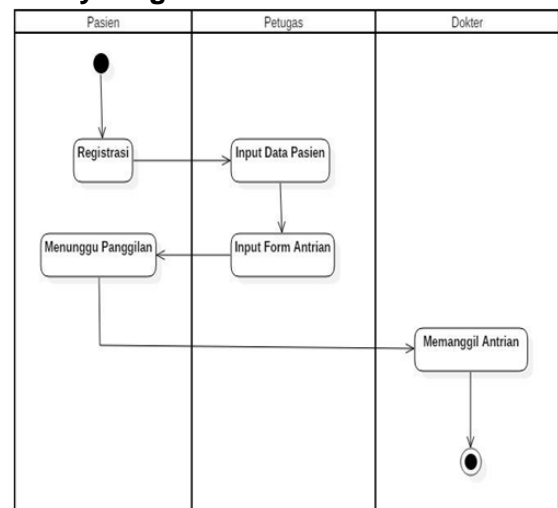 Pasien Petugas Dokter
Registrasi
Input Data Pasien
Menunggu Panggilan
Input Form Antrian
Memanggil Antrian